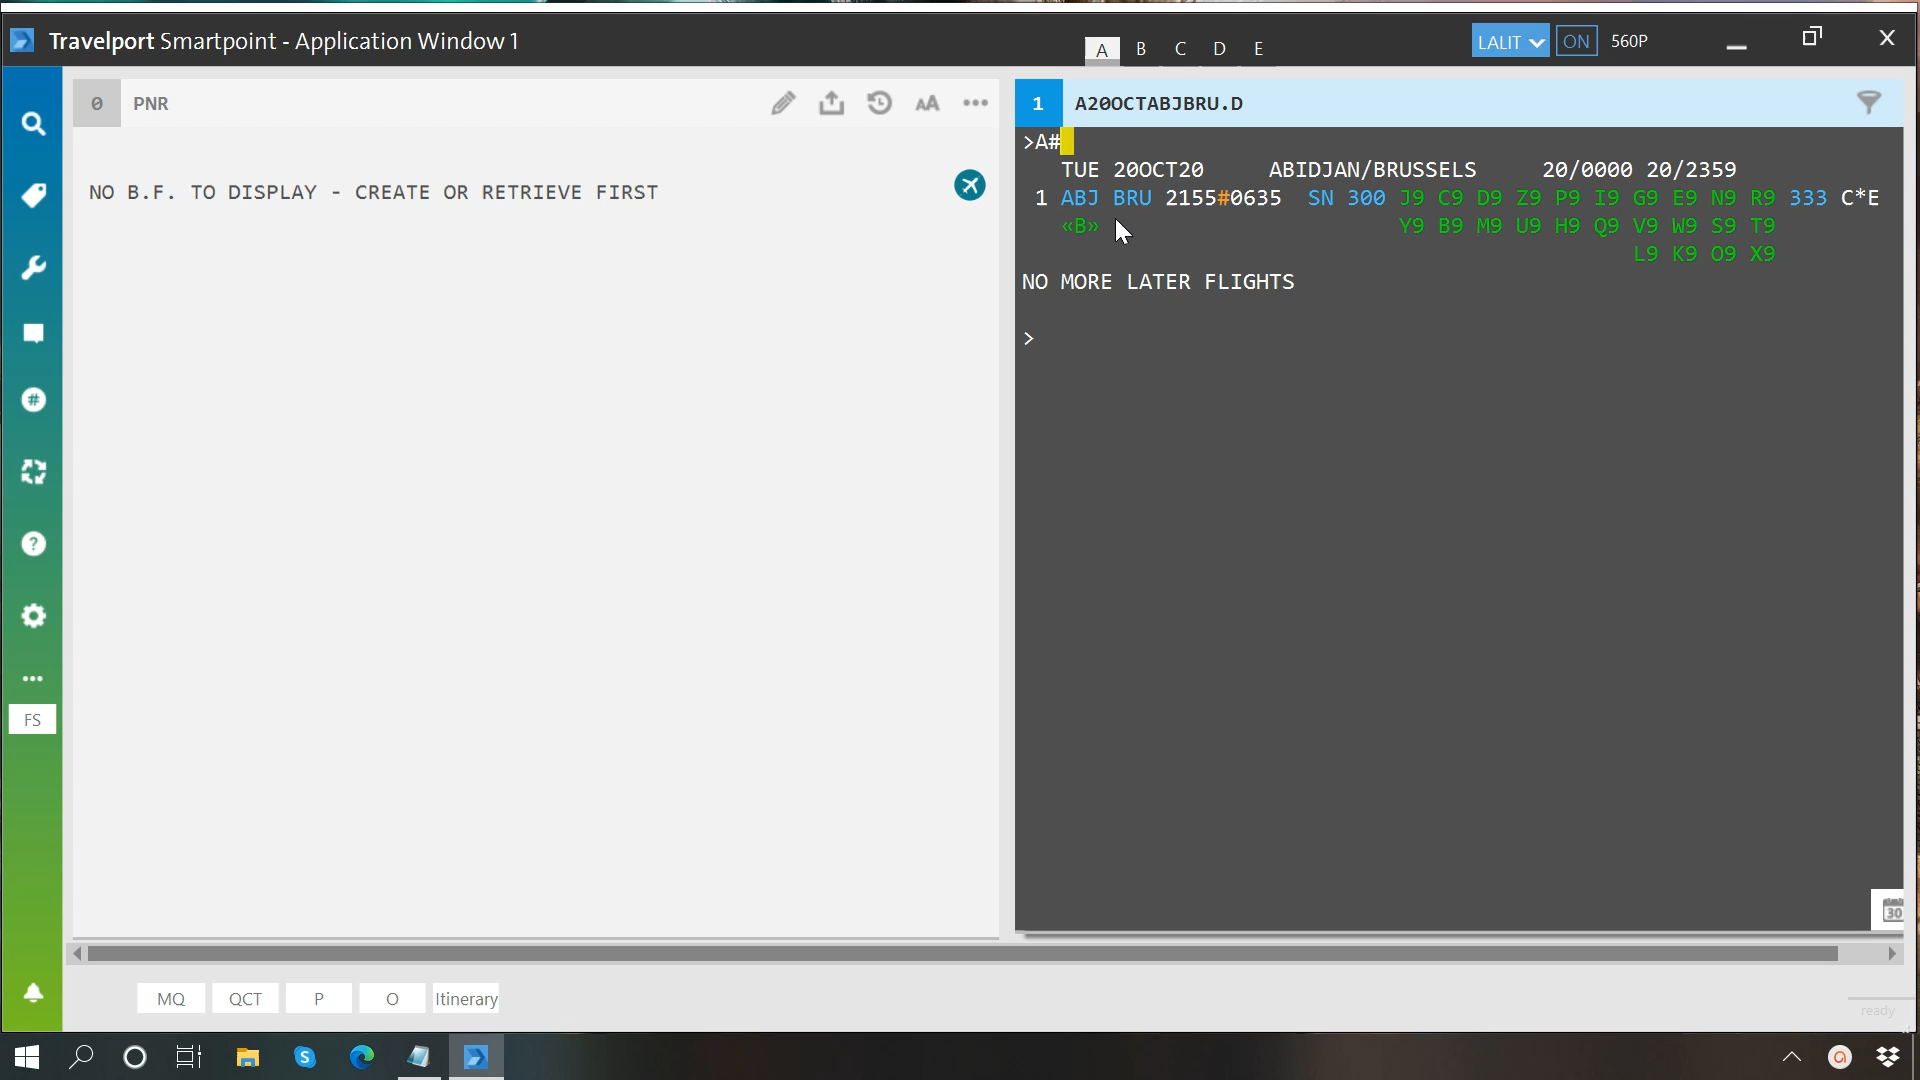 Travelport Smartpoint - Application Window 1
A B C D E
LALIT ON 560P
0 PNR
AA
NO B.F. TO DISPLAY - CREATE OR RETRIEVE FIRST
1 A20OCTABJBRU.D
>A#
TUE 20OCT20 ABIDJAN/BRUSSELS 20/0000 20/2359
1 ABJ BRU 2155#0635 SN 300 J9 C9 D9 Z9 P9 I9 G9 E9 N9 R9 333 C*E
«B» Y9 B9 M9 U9 H9 Q9 V9 W9 S9 T9
L9 K9 O9 X9
NO MORE LATER FLIGHTS
>
#
?
FS
30
MQ QCT P O Itinerary
ready